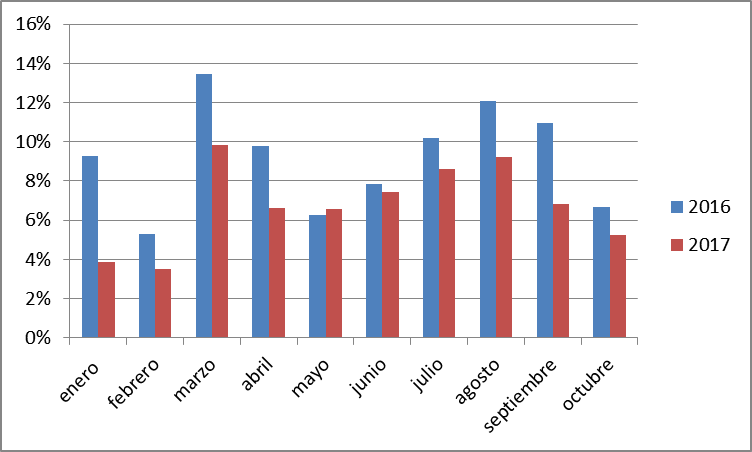 16%
14%
12%
10%
8%
6%
4%
2%
0%
enero
febrero
marzo
abril
mayo
junio
julio
agosto
septiembre
octubre
2016
2017